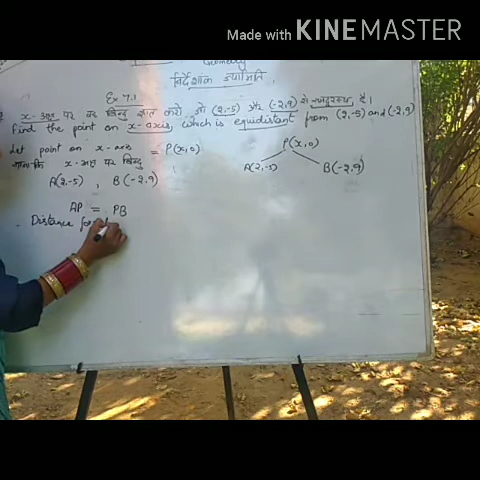 Made with KINEMASTER
Geometry
निर्देशांक ज्यामिति
Ex 7.1
x-अक्ष पर वह बिन्दु ज्ञात करो जो (2,-5) और (-2,9) से समदूरस्थ है।
Find the point on x-axis, which is equidistant from (2,-5) and (-2,9)
Let point on x-axis = P(x,0)
x-अक्ष पर बिन्दु
P(x,0)
A(2,-5) B(-2,9)
A(2,-5), B(-2,9)
AP = PB
Distance